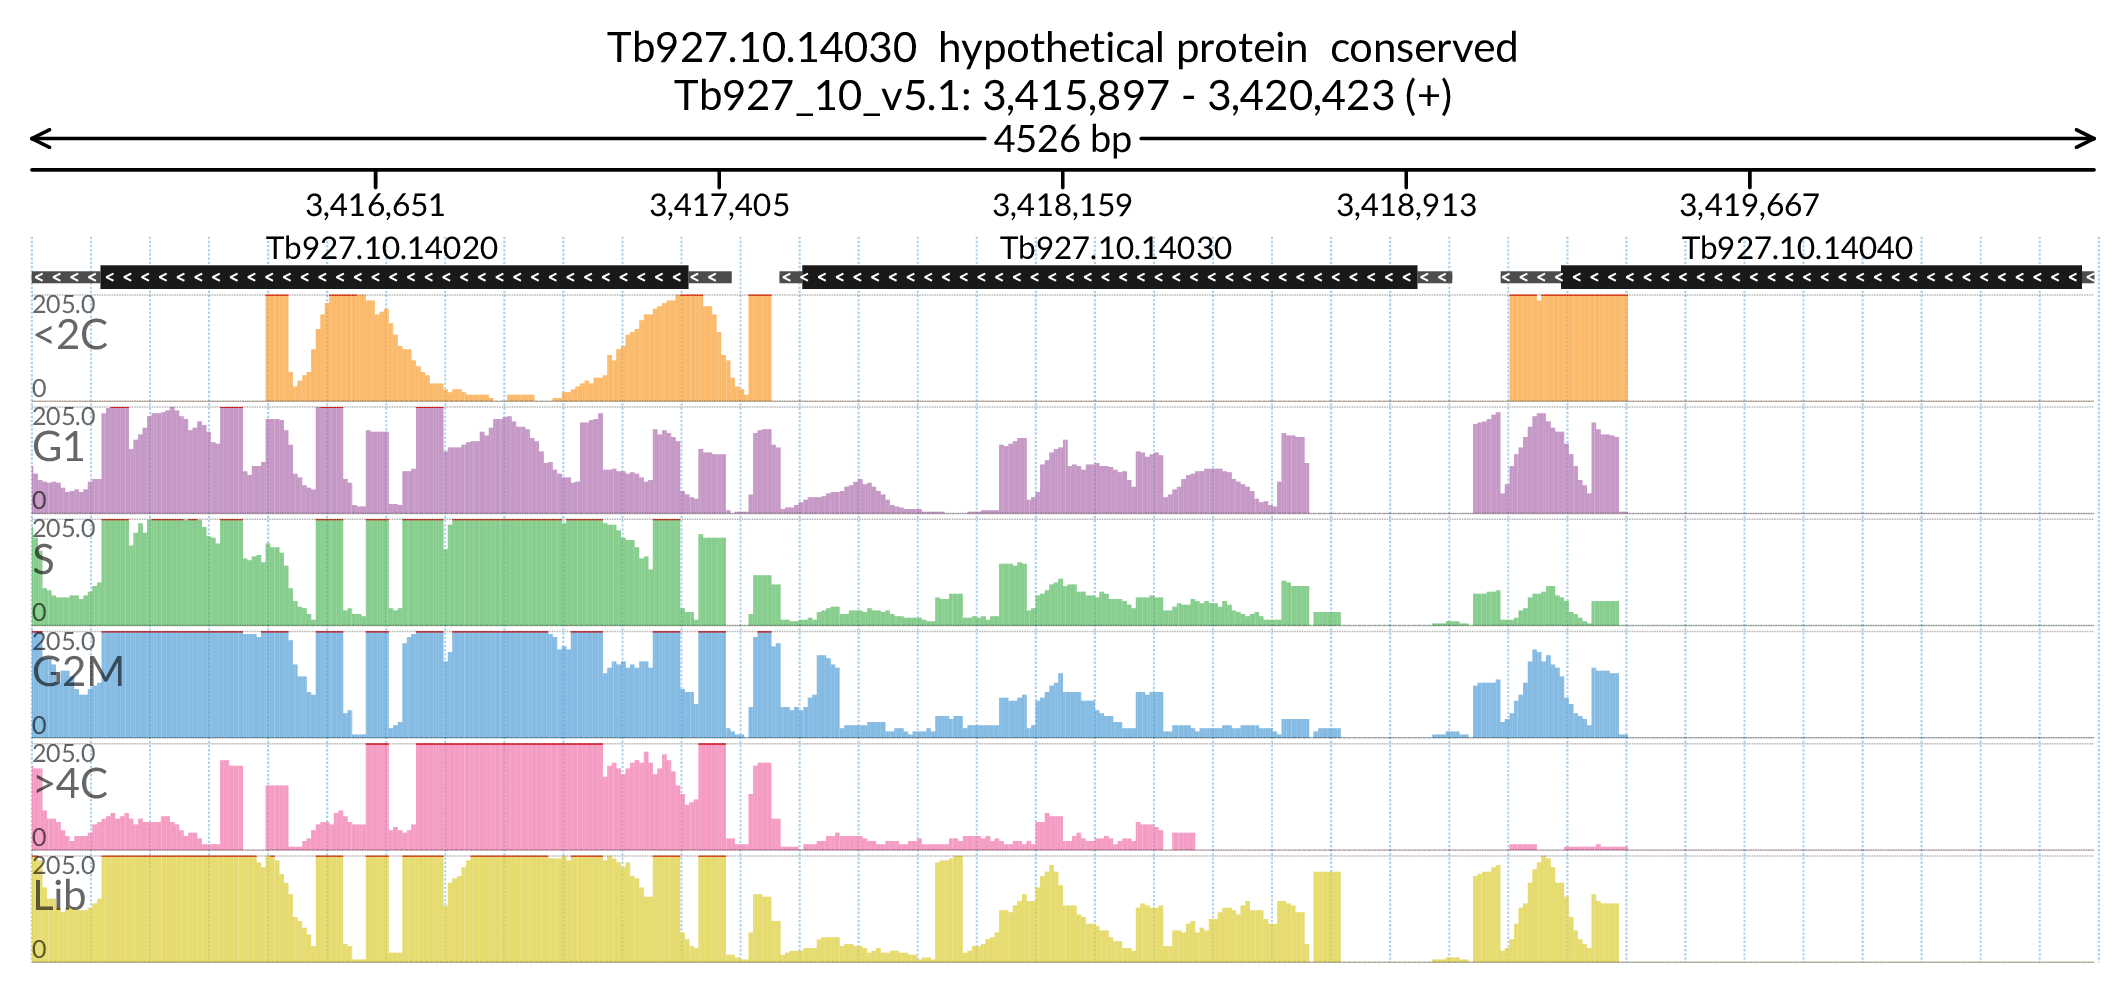 Tb927.10.14030 hypothetical protein conserved
Tb927_10_v5.1: 3,415,897 - 3,420,423 (+)
4526 bp
3,416,651 3,417,405 3,418,159 3,418,913 3,419,667
Tb927.10.14020 Tb927.10.14030 Tb927.10.14040
205.0
<2C
0
205.0
G1
0
205.0
S
0
205.0
G2M
0
205.0
>4C
0
205.0
Lib
0